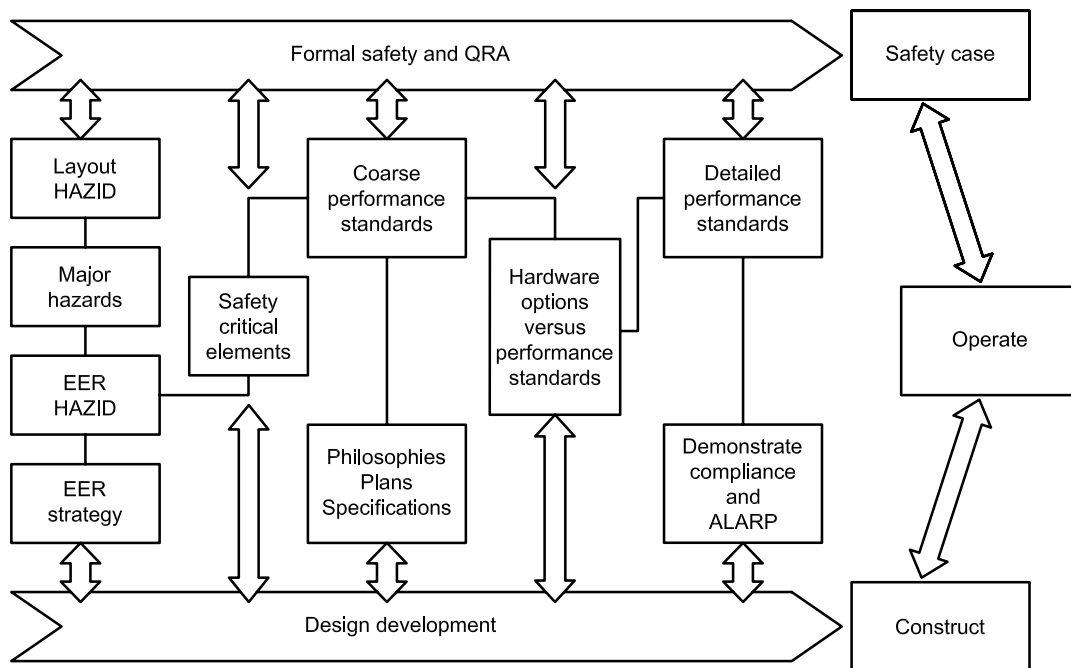 Formal safety and QRA
Safety case
Layout
HAZID
Coarse
performance
standards
Detailed
performance
standards
Major
hazards
Safety
critical
elements
Hardware
options
versus
performance
standards
Operate
EER
HAZID
EER
strategy
Philosophies
Plans
Specifications
Demonstrate
compliance
and
ALARP
Design development
Construct